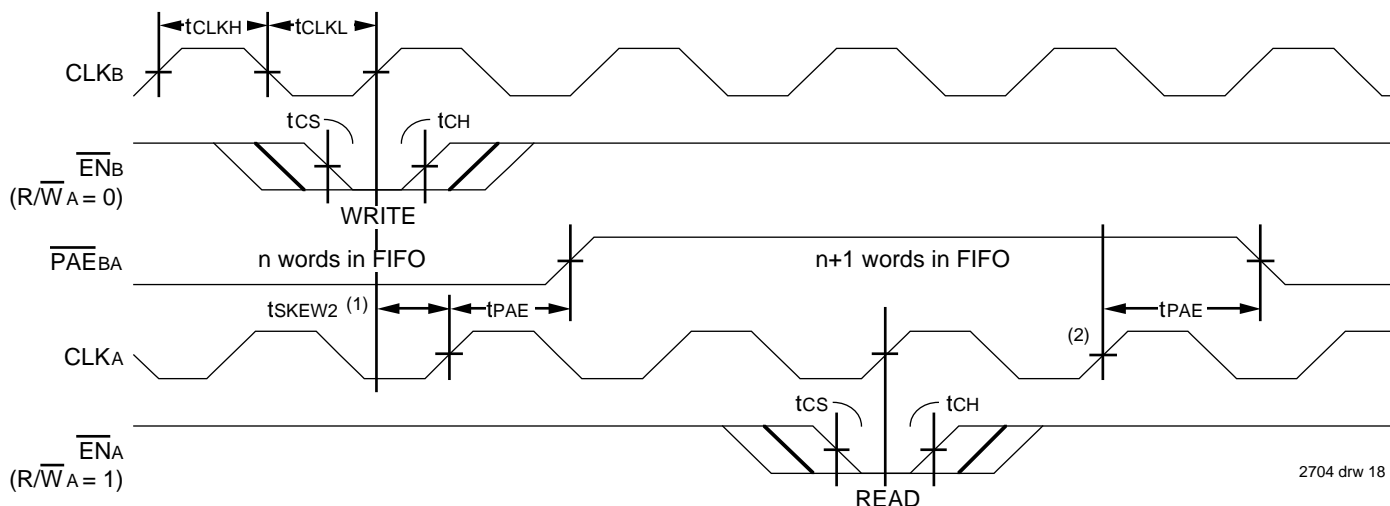 tCLKH
tCLKL
CLKB
tCS
tCH
ENB
(R/WA = 0)
WRITE
PAEBA
n words in FIFO
n+1 words in FIFO
tSKEW2 (1)
tPAE
tPAE
CLKA
(2)
tCS
tCH
ENA
(R/WA = 1)
READ
2704 drw 18